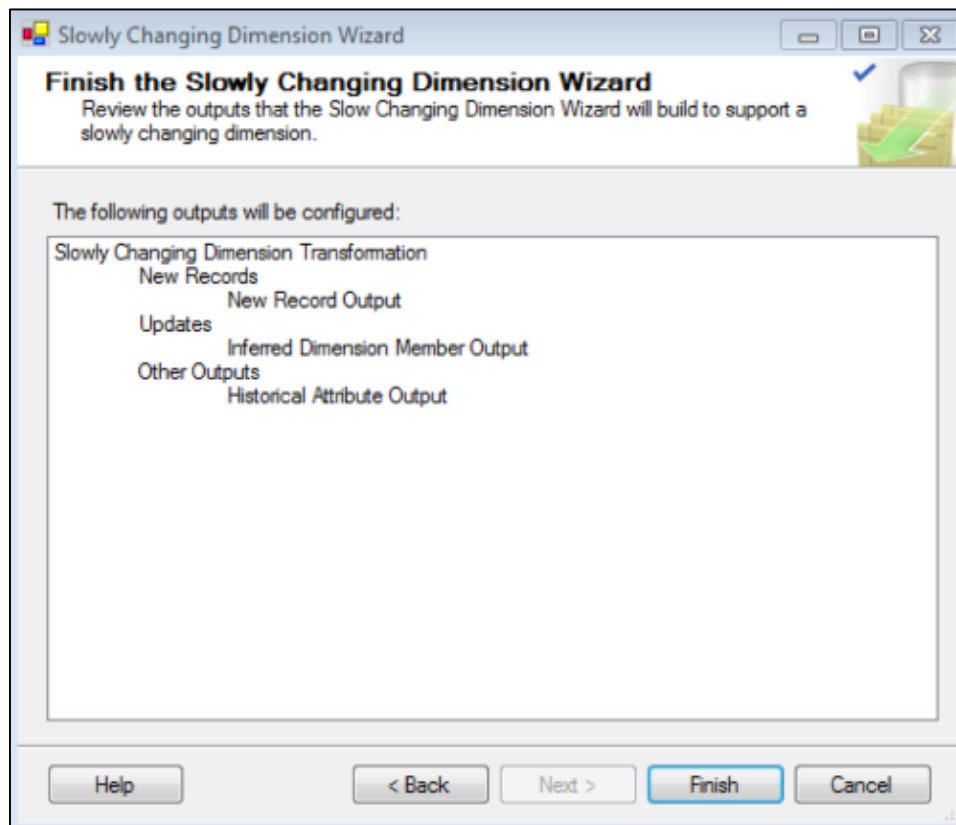 Slowly Changing Dimension Wizard
Finish the Slowly Changing Dimension Wizard
Review the outputs that the Slow Changing Dimension Wizard will build to support a
slowly changing dimension.
The following outputs will be configured:
Slowly Changing Dimension Transformation
New Records
New Record Output
Updates
Inferred Dimension Member Output
Other Outputs
Historical Attribute Output
Help
< Back
Next >
Finish
Cancel